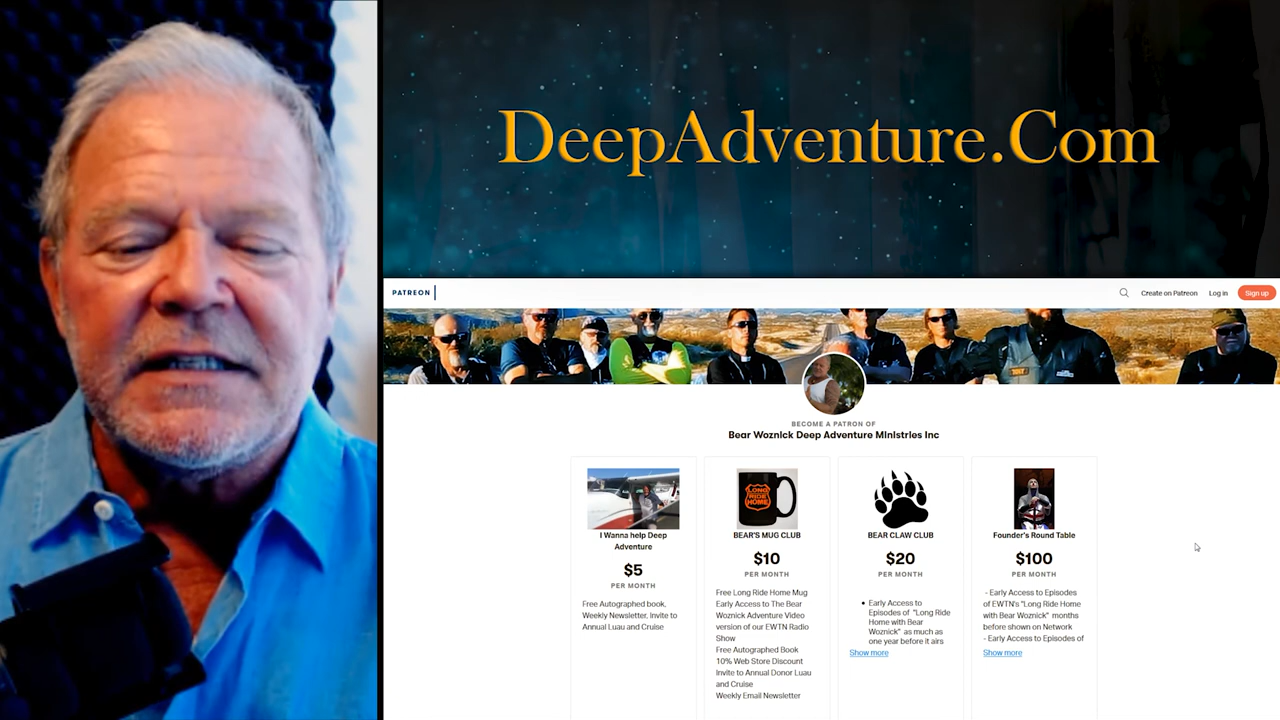 DeepAdventure.Com
PATREON
Create on Patreon
Log in
Sign up
BECOME A PATRON OF
Bear Woznick Deep Adventure Ministries Inc
I Wanna help Deep
Adventure
$5
PER MONTH
Free Autographed book.
Weekly Newsletter, Invite to
Annual Luau and Cruise
LONG
RIDE
HOME
BEAR'S MUG CLUB
$10
PER MONTH
Free Long Ride Home Mug
Early Access to The Bear
Woznick Adventure Video
version of our EWTN Radio
Show
Free Autographed Book
10% Web Store Discount
Invite to Annual Donor Luau
and Cruise
Weekly Email Newsletter
BEAR CLAW CLUB
$20
PER MONTH
• Early Access to
Episodes of "Long Ride
Home with Bear
Woznick" as much as
one year before it airs
Show more
Founder's Round Table
$100
PER MONTH
- Early Access to Episodes
of EWTN's "Long Ride Home
with Bear Woznick" months
before shown on Network
- Early Access to Episodes of
Show more